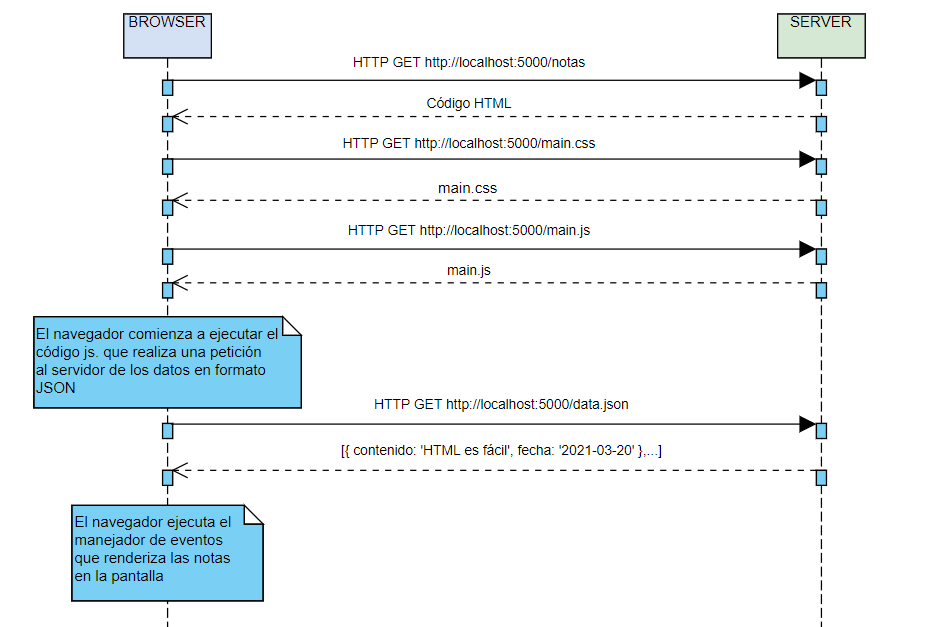 BROWSER
SERVER
HTTP GET http://localhost:5000/notas
Código HTML
HTTP GET http://localhost:5000/main.css
main.css
HTTP GET http://localhost:5000/main.js
main.js
El navegador comienza a ejecutar el
código js. que realiza una petición
al servidor de los datos en formato
JSON
HTTP GET http://localhost:5000/data.json
[{ contenido: 'HTML es fácil', fecha: '2021-03-20' },...]
El navegador ejecuta el
manejador de eventos
que renderiza las notas
en la pantalla